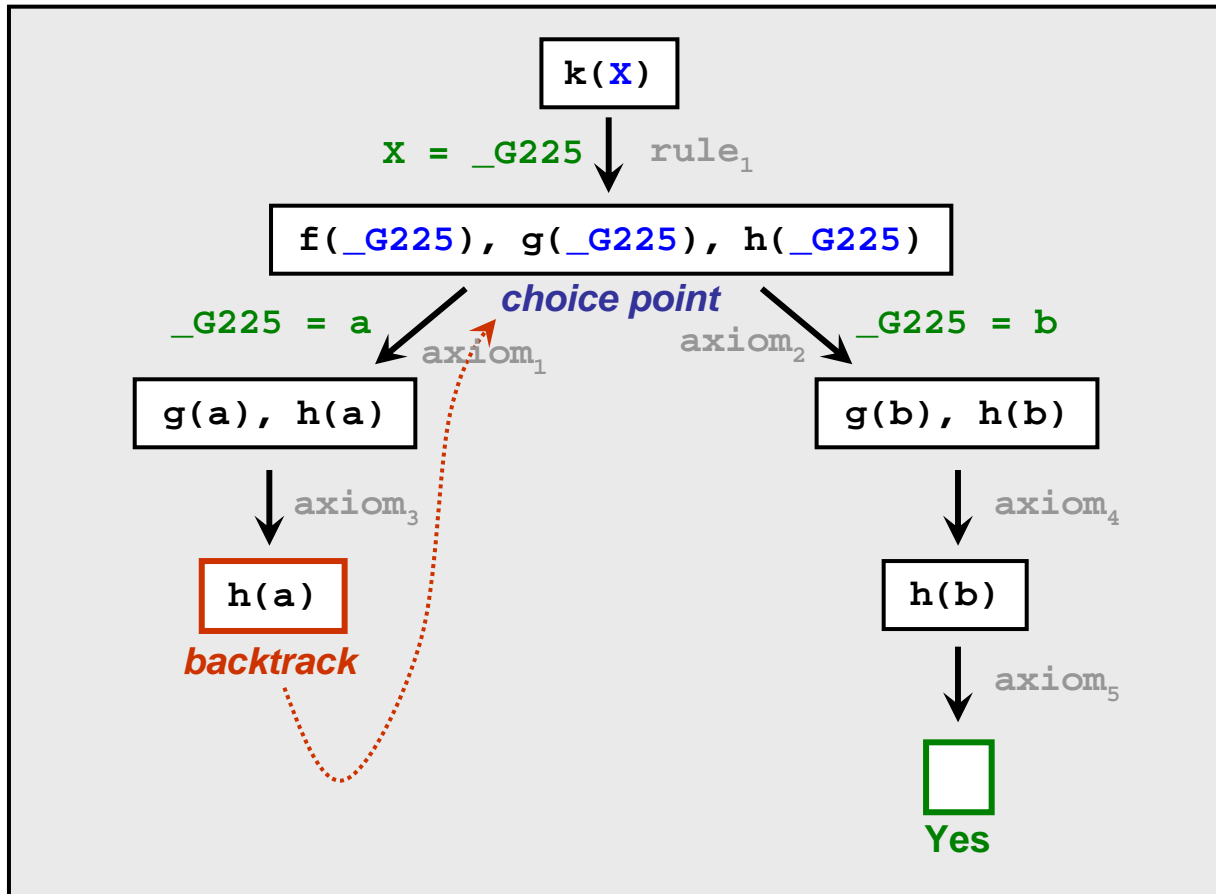 k(X)
X = _G225 rule1
f(_G225), g(_G225), h(_G225)
choice point
_G225 = a axiom1 axiom2 _G225 = b
g(a), h(a) g(b), h(b)
axiom3 axiom4
h(a) h(b)
backtrack
axiom5
Yes